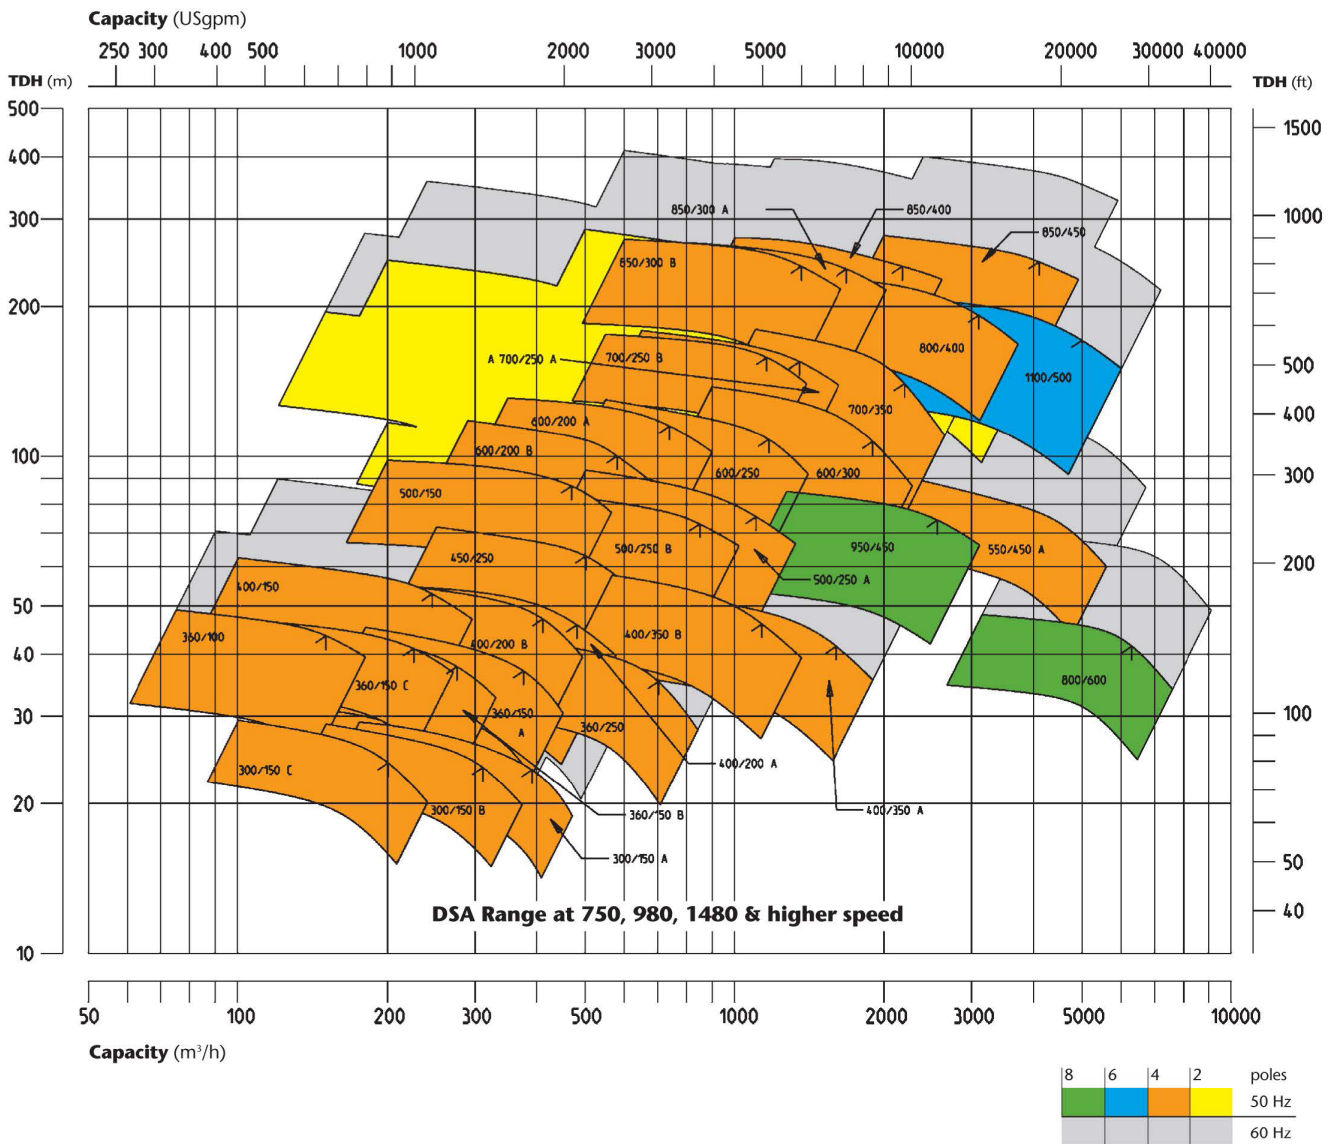 Capacity (USgpm)
250 300 400 500 1000 2000 3000 5000 10000 20000 30000 40000
TDH (m)
TDH (ft)
500
1500
400
850/300 A
850/400
300
1000
850/450
850/300 B
200
800/400
A 700/250 A
700/250 B
500
1100/500
700/350
400
600/200 A
100
600/200 B
600/250
600/300
300
500/150
500/250 B
950/450
550/450 A
450/250
200
500/250 A
400/150
50
360/100
400/200 B
400/350 B
40
360/150 C
800/600
30
360/150
A
360/250
100
400/200 A
300/150 C
20
300/150 B
360/150 B
400/350 A
300/150 A
50
DSA Range at 750, 980, 1480 & higher speed
40
10
50 100 200 300 500 1000 2000 3000 5000 10000
Capacity (m³/h)
8 6 4 2 poles
50 Hz
60 Hz